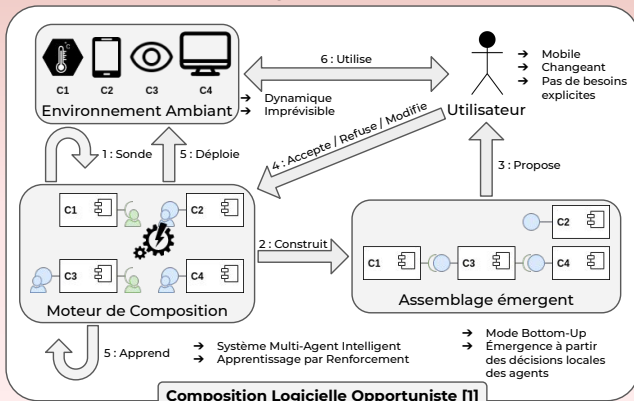 °C
C1
C2
C3
C4
Environnement Ambiant
➔ Dynamique
➔ Imprévisible
6 : Utilise
Utilisateur
➔ Mobile
➔ Changeant
➔ Pas de besoins
explicites
1 : Sonde
5 : Déploie
4 : Accepte / Refuse / Modifie
3 : Propose
C1
C2
C3
C4
Moteur de Composition
2 : Construit
C2
C1
C3
C4
Assemblage émergent
5 : Apprend
➔ Système Multi-Agent Intelligent
➔ Apprentissage par Renforcement
➔ Mode Bottom-Up
➔ Émergence à partir
des décisions locales
des agents
Composition Logicielle Opportuniste [1]